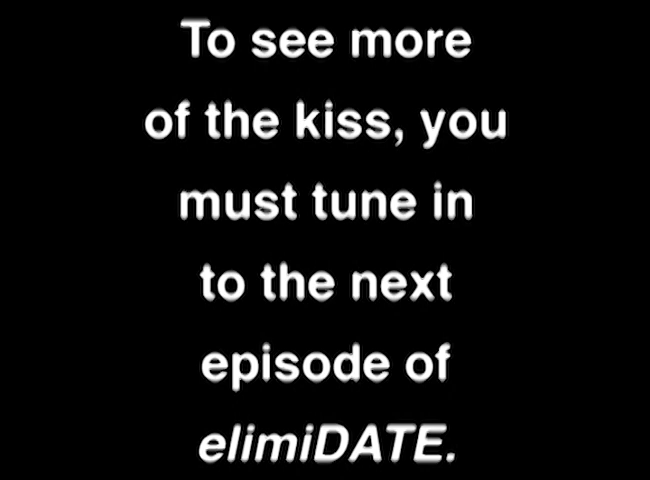 To see more
of the kiss, you
must tune in
to the next
episode of
elimiDATE.